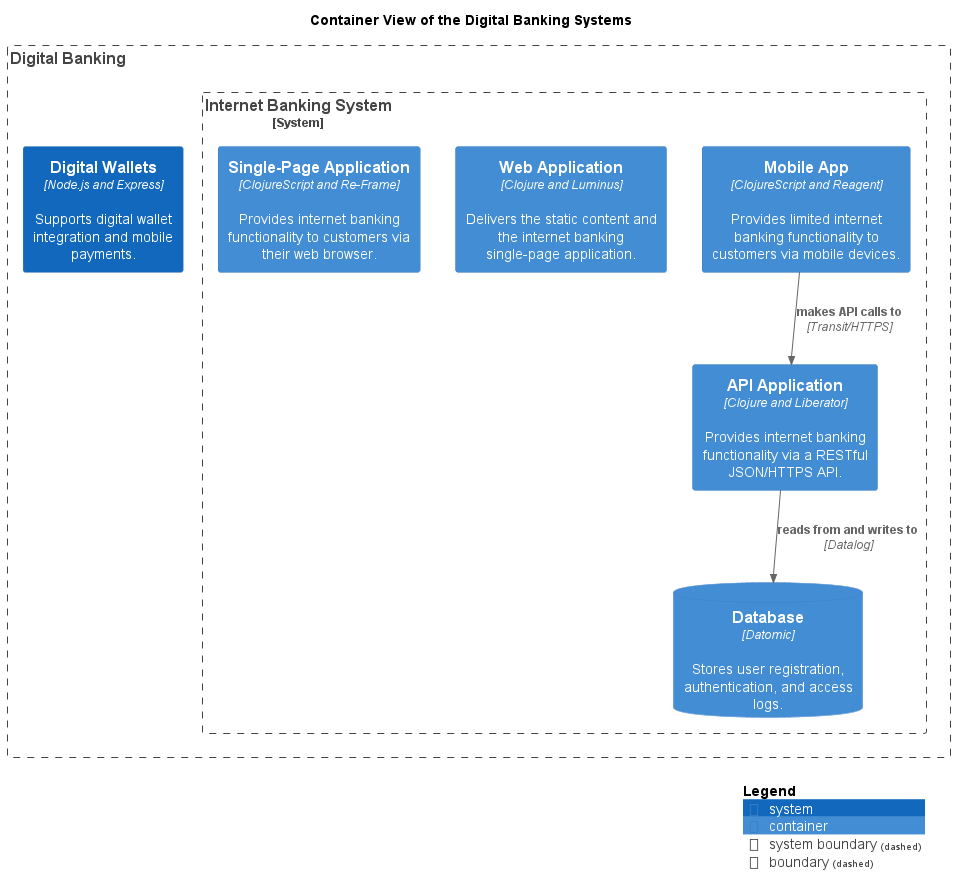 Container View of the Digital Banking Systems
Digital Banking
Internet Banking System
[System]
Digital Wallets
[Node.js and Express]
Supports digital wallet
integration and mobile
payments.
Single-Page Application
[ClojureScript and Re-Frame]
Provides internet banking
functionality to customers via
their web browser.
Web Application
[Clojure and Luminus]
Delivers the static content and
the internet banking
single-page application.
Mobile App
[ClojureScript and Reagent]
Provides limited internet
banking functionality to
customers via mobile devices.
makes API calls to
[Transit/HTTPS]
API Application
[Clojure and Liberator]
Provides internet banking
functionality via a RESTful
JSON/HTTPS API.
reads from and writes to
[Datalog]
Database
[Datomic]
Stores user registration,
authentication, and access
logs.
Legend
system
container
system boundary (dashed)
boundary (dashed)